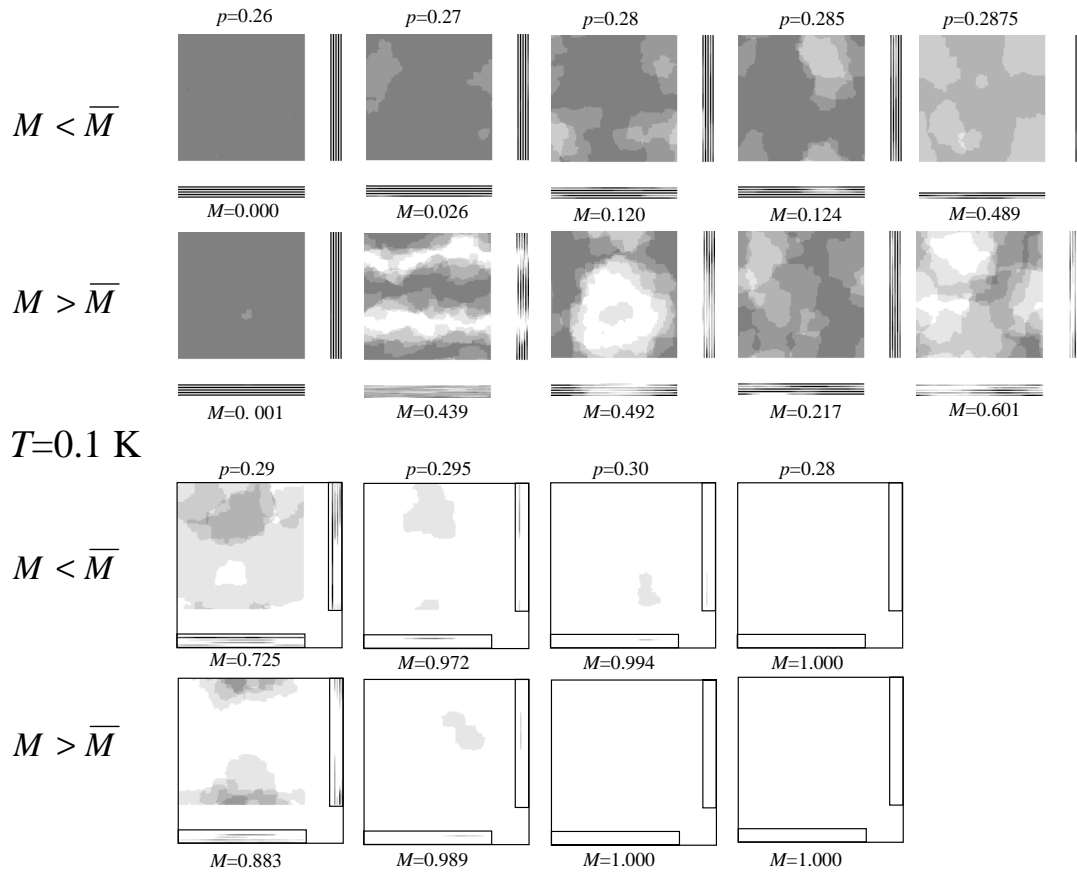 p=0.26 p=0.27 p=0.28 p=0.285 p=0.2875
M < M̅
M=0.000 M=0.026 M=0.120 M=0.124 M=0.489
M > M̅
M=0. 001 M=0.439 M=0.492 M=0.217 M=0.601
T=0.1 K
p=0.29 p=0.295 p=0.30 p=0.28
M < M̅
M=0.725 M=0.972 M=0.994 M=1.000
M > M̅
M=0.883 M=0.989 M=1.000 M=1.000